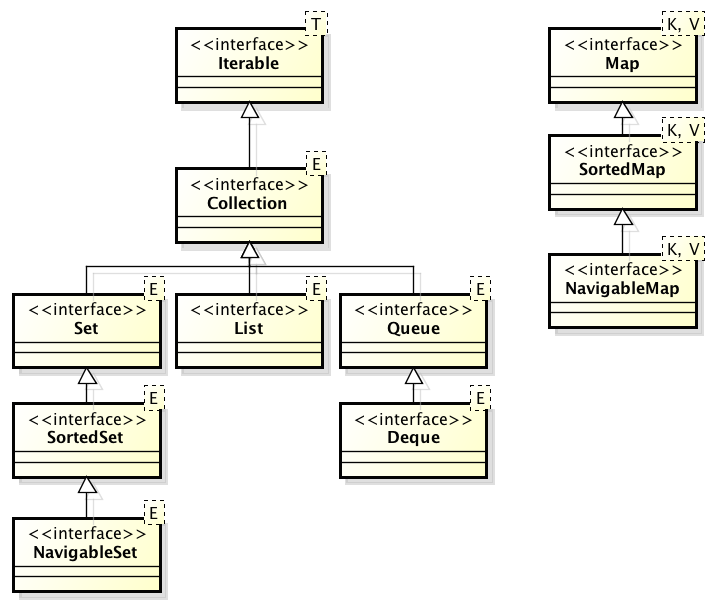 T
<<interface>>
Iterable
K, V
<<interface>>
Map
E
<<interface>>
Collection
K, V
<<interface>>
SortedMap
K, V
<<interface>>
NavigableMap
E
<<interface>>
Set
E
<<interface>>
List
E
<<interface>>
Queue
E
<<interface>>
SortedSet
E
<<interface>>
Deque
E
<<interface>>
NavigableSet